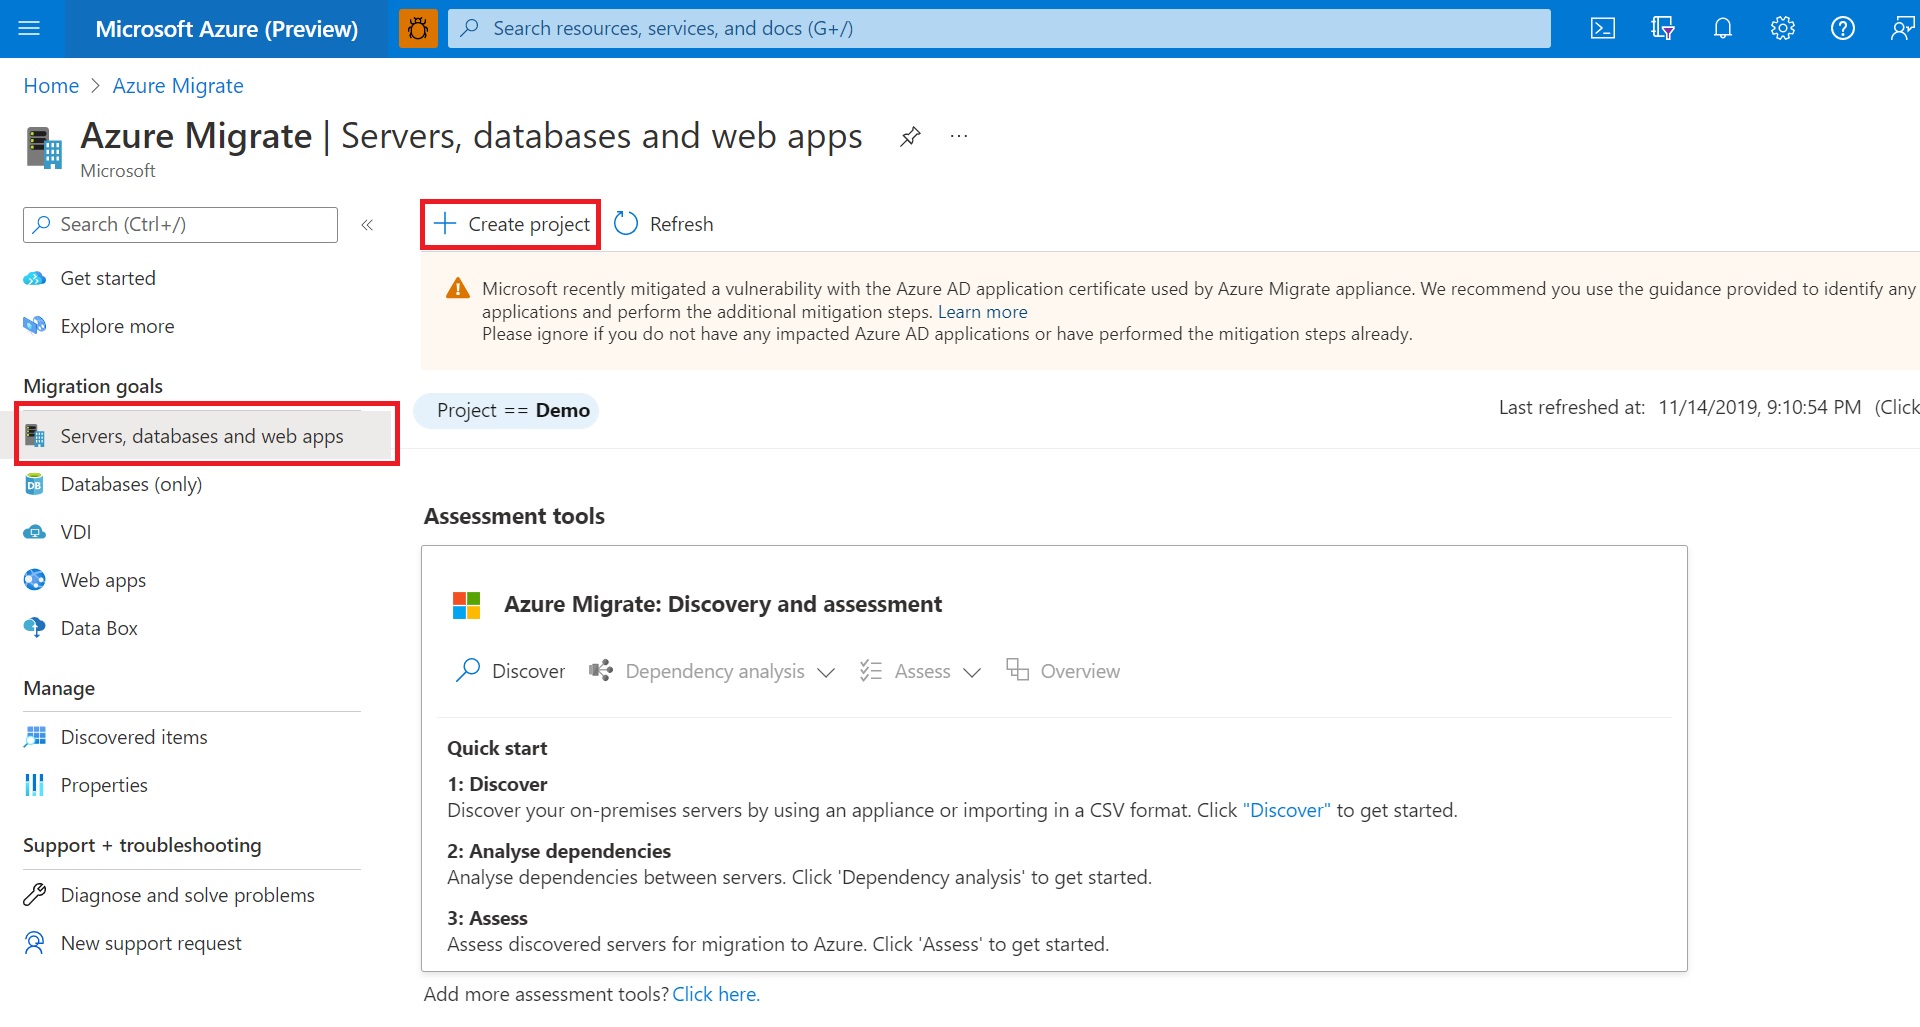 Microsoft Azure (Preview)
Search resources, services, and docs (G+/)
Home > Azure Migrate
Azure Migrate | Servers, databases and web apps
...
Microsoft
Search (Ctrl+/)
«
Create project
Refresh
Get started
Explore more
Microsoft recently mitigated a vulnerability with the Azure AD application certificate used by Azure Migrate appliance. We recommend you use the guidance provided to identify any
applications and perform the additional mitigation steps. Learn more
Please ignore if you do not have any impacted Azure AD applications or have performed the mitigation steps already.
Migration goals
Servers, databases and web apps
Databases (only)
VDI
Web apps
Data Box
Manage
Discovered items
Properties
Support + troubleshooting
Diagnose and solve problems
New support request
Project == Demo
Last refreshed at: 11/14/2019, 9:10:54 PM (Click
Assessment tools
Azure Migrate: Discovery and assessment
Discover
Dependency analysis
Assess
Overview
Quick start
1: Discover
Discover your on-premises servers by using an appliance or importing in a CSV format. Click "Discover" to get started.
2: Analyse dependencies
Analyse dependencies between servers. Click 'Dependency analysis' to get started.
3: Assess
Assess discovered servers for migration to Azure. Click 'Assess' to get started.
Add more assessment tools? Click here.